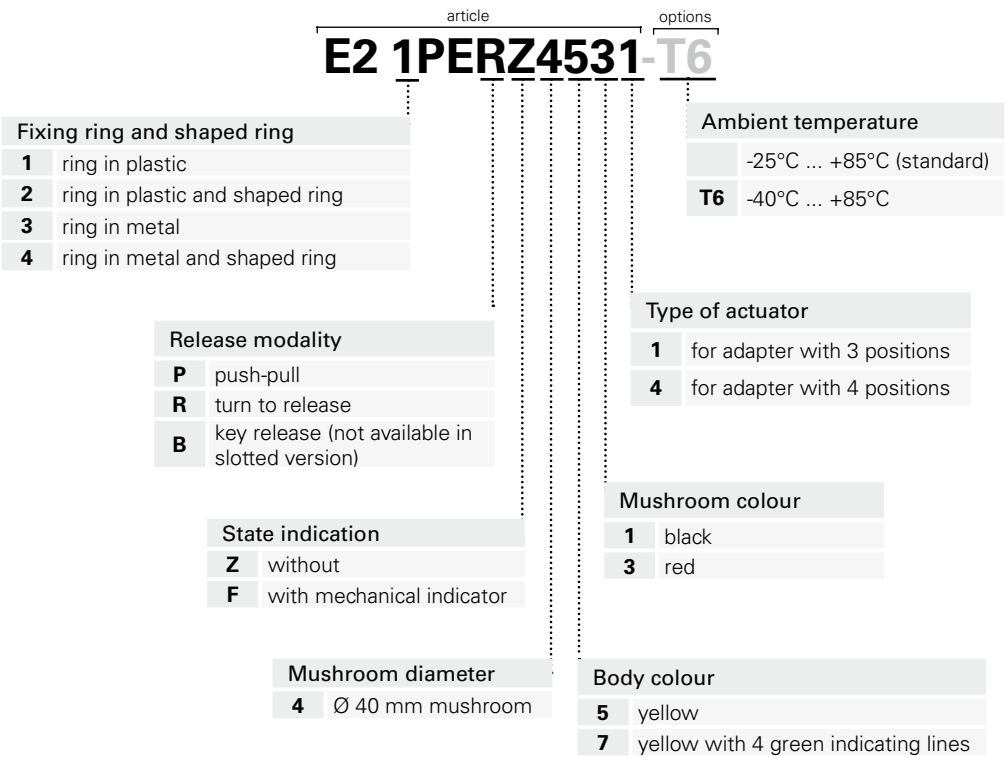 article options
E2 1PERZ4531-T6
Fixing ring and shaped ring
1 ring in plastic
2 ring in plastic and shaped ring
3 ring in metal
4 ring in metal and shaped ring
Ambient temperature
-25°C ... +85°C (standard)
T6 -40°C ... +85°C
Release modality
P push-pull
R turn to release
B key release (not available in
slotted version)
Type of actuator
1 for adapter with 3 positions
4 for adapter with 4 positions
State indication
Z without
F with mechanical indicator
Mushroom colour
1 black
3 red
Mushroom diameter
4 Ø 40 mm mushroom
Body colour
5 yellow
7 yellow with 4 green indicating lines